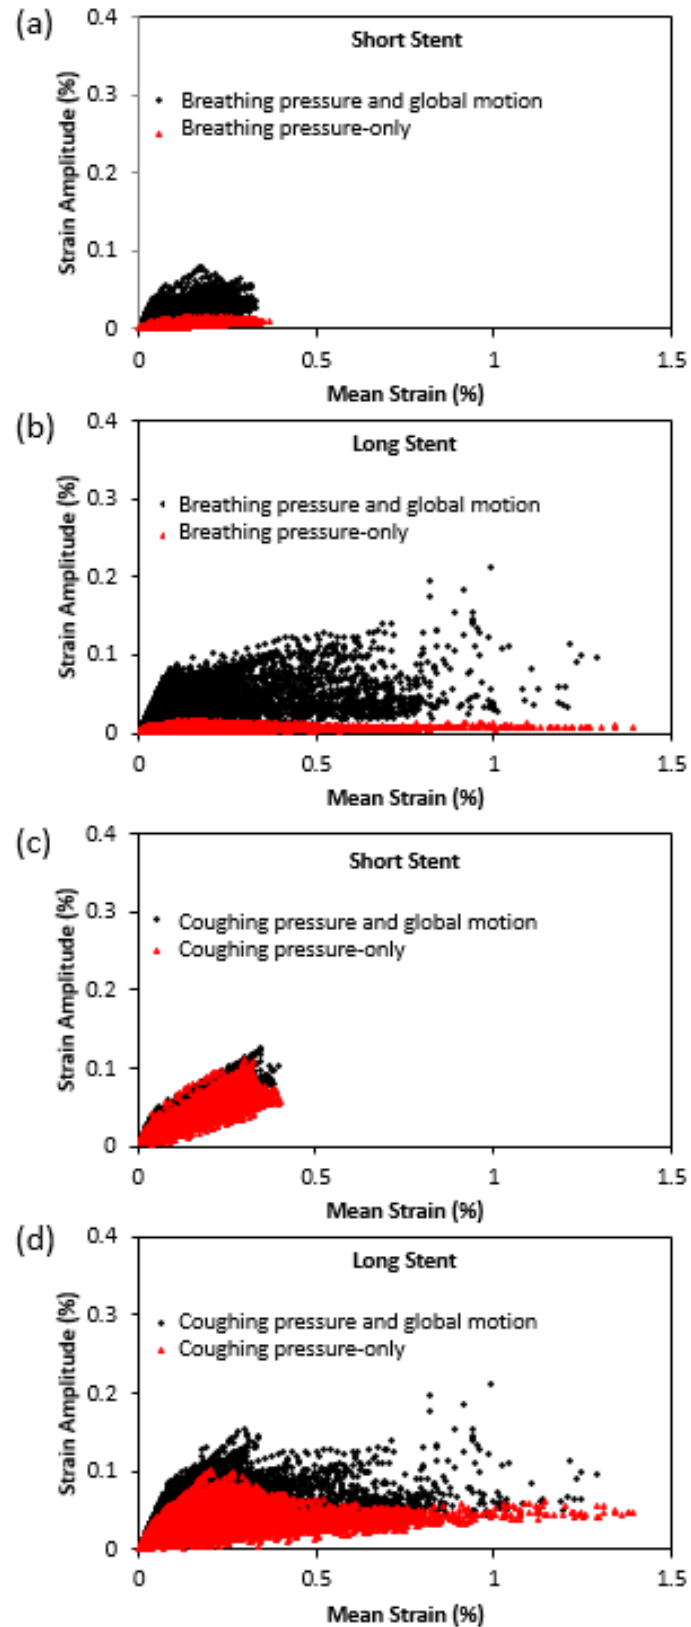 (a)
0.4
Short Stent
0.3
Breathing pressure and global motion
Breathing pressure-only
0.2
0.1
0
Strain Amplitude (%)
0 0.5 1 1.5
Mean Strain (%)
(b)
0.4
Long Stent
0.3
Breathing pressure and global motion
Breathing pressure-only
0.2
0.1
0
Strain Amplitude (%)
0 0.5 1 1.5
Mean Strain (%)
(c)
0.4
Short Stent
0.3
Coughing pressure and global motion
Coughing pressure-only
0.2
0.1
0
Strain Amplitude (%)
0 0.5 1 1.5
Mean Strain (%)
(d)
0.4
Long Stent
0.3
Coughing pressure and global motion
Coughing pressure-only
0.2
0.1
0
Strain Amplitude (%)
0 0.5 1 1.5
Mean Strain (%)